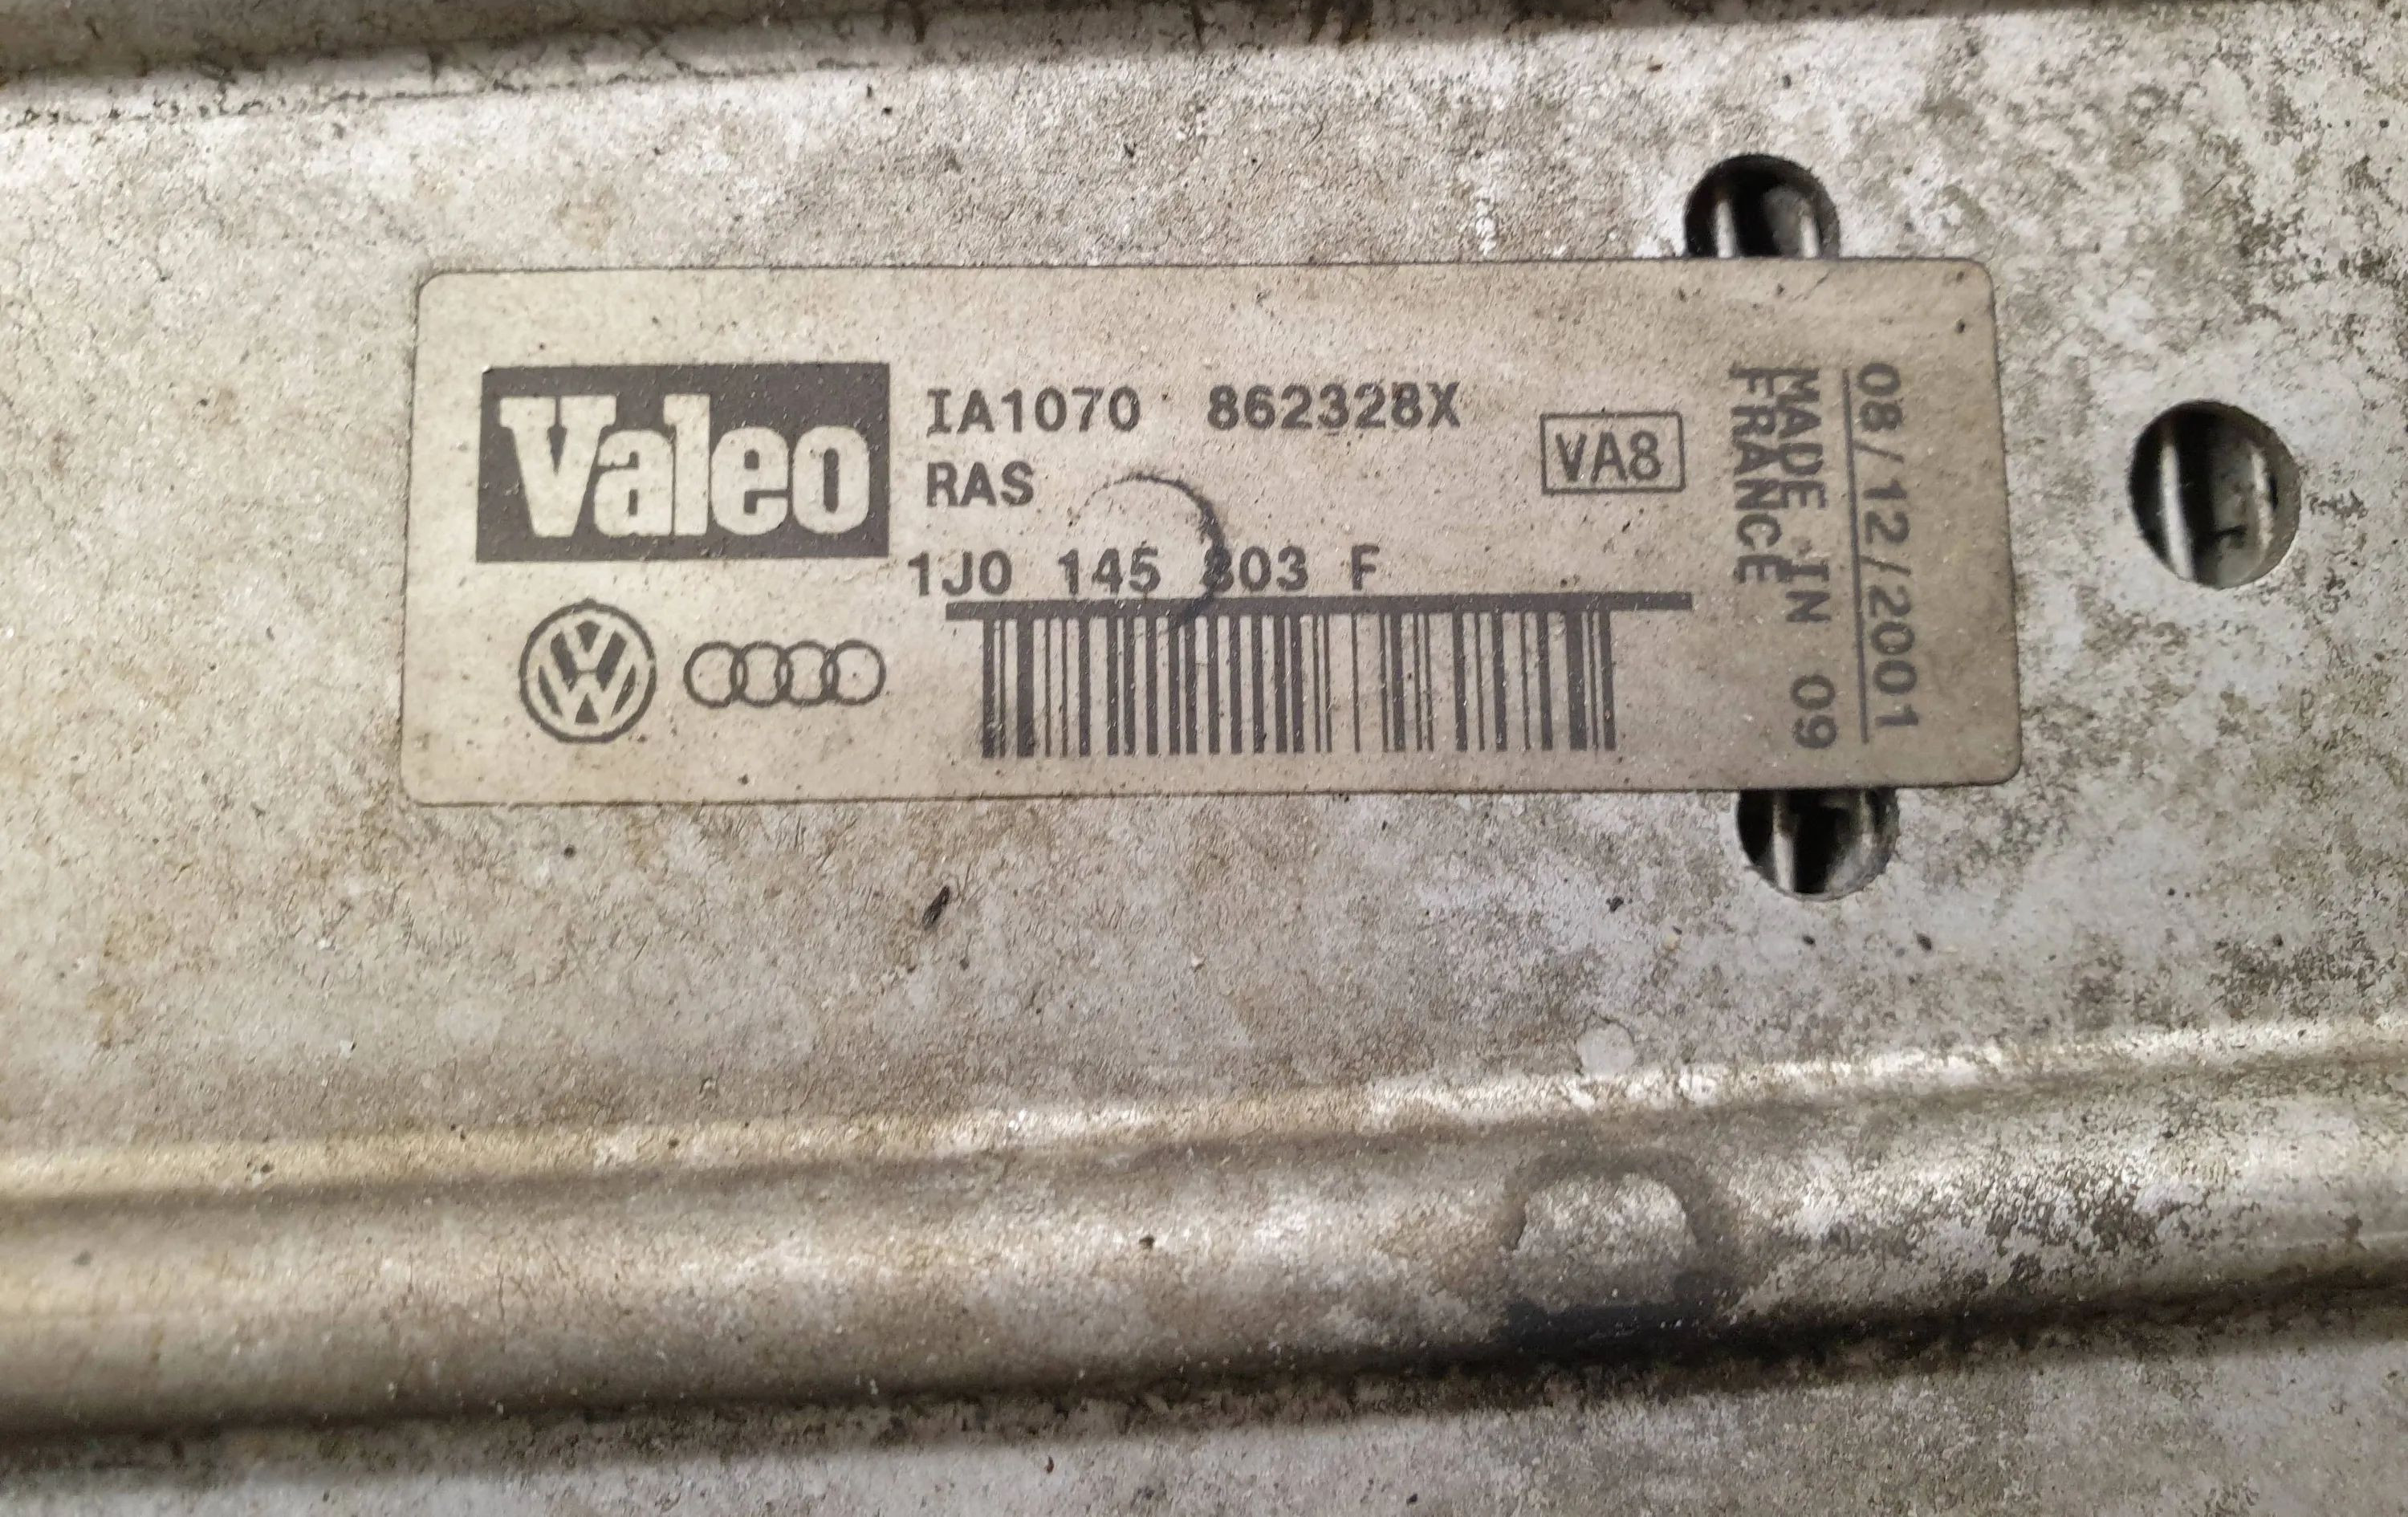 Valeo
IA1070 862328X
RAS
VA8
1J0 145 803 F
MADE IN 09
FRANCE
08/12/2001